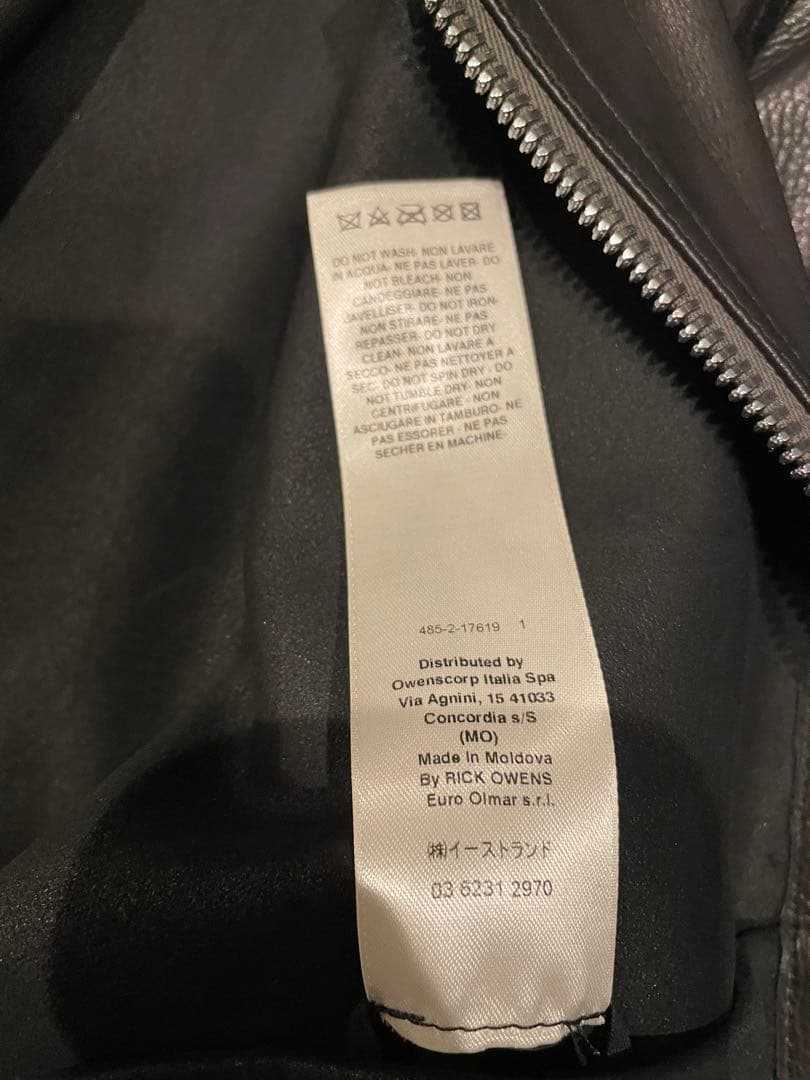 DO NOT WASH- NON LAVARE
IN ACQUA- NE PAS LAVER- DO
NOT BLEACH- NON
CANDEGGIARE- NE PAS
JAVELLISER- DO NOT IRON-
NON STIRARE- NE PAS
REPASSER- DO NOT DRY
CLEAN- NON LAVARE A
SECCO- NE PAS NETTOYER A
SEC- DO NOT SPIN DRY - DO
NOT TUMBLE DRY- NON
CENTRIFUGARE - NON
ASCIUGARE IN TAMBURO- NE
PAS ESSORER - NE PAS
SECHER EN MACHINE-
485-2-17619 1
Distributed by
Owenscorp Italia Spa
Via Agnini, 15 41033
Concordia s/S
(MO)
Made In Moldova
By RICK OWENS
Euro Olmar s.r.l.
㈱イーストランド
03 6231 2970